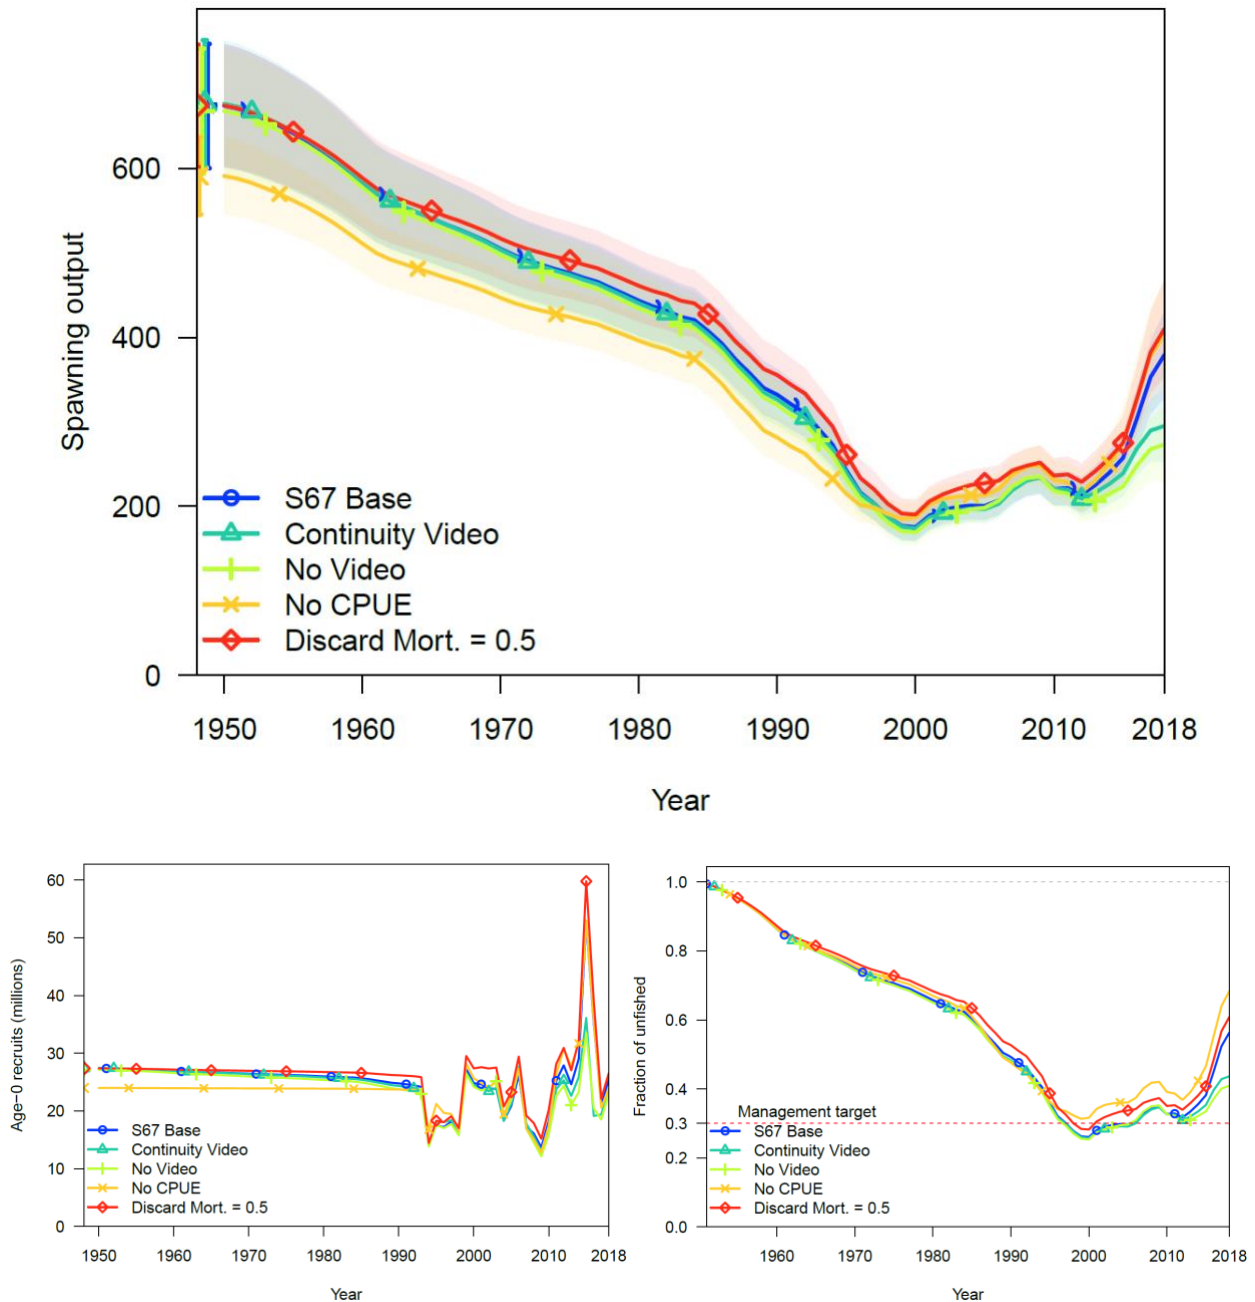 Spawning output
600
400
200
0
S67 Base
Continuity Video
No Video
No CPUE
Discard Mort. = 0.5
1950 1960 1970 1980 1990 2000 2010 2018
Year
Age-0 recruits (millions)
60
50
40
30
20
10
0
S67 Base
Continuity Video
No Video
No CPUE
Discard Mort. = 0.5
1950 1960 1970 1980 1990 2000 2010 2018
Year
Fraction of unfished
1.0
0.8
0.6
0.4
0.3
0.2
0.0
Management target
S67 Base
Continuity Video
No Video
No CPUE
Discard Mort. = 0.5
1960 1970 1980 1990 2000 2010 2018
Year